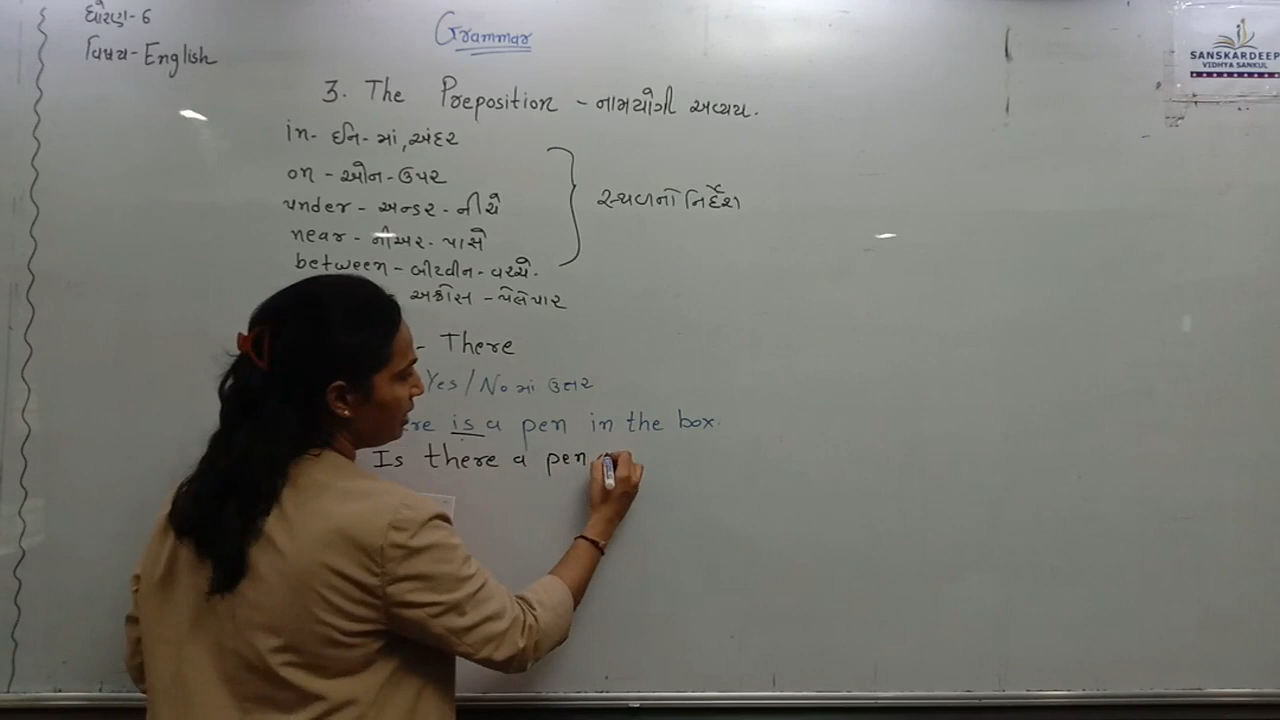 ધોરણ-6
વિષય-English
Grammar
SANSKARDEEP
VIDHYA SANKUL
3. The Preposition - નામયોગી અવ્યય.
in- ઈન- માં, અંદર
on - ઓન- ઉપર
under - અન્ડર - નીચે
near - નીઅર- પાસે
between - બીટવીન - વચ્ચે.
સ્થળનો નિર્દેશ
અક્રોસ - પેલેપાર
- There
Yes / No માં ઉત્તર
ere is a pen in the box.
Is there a pen